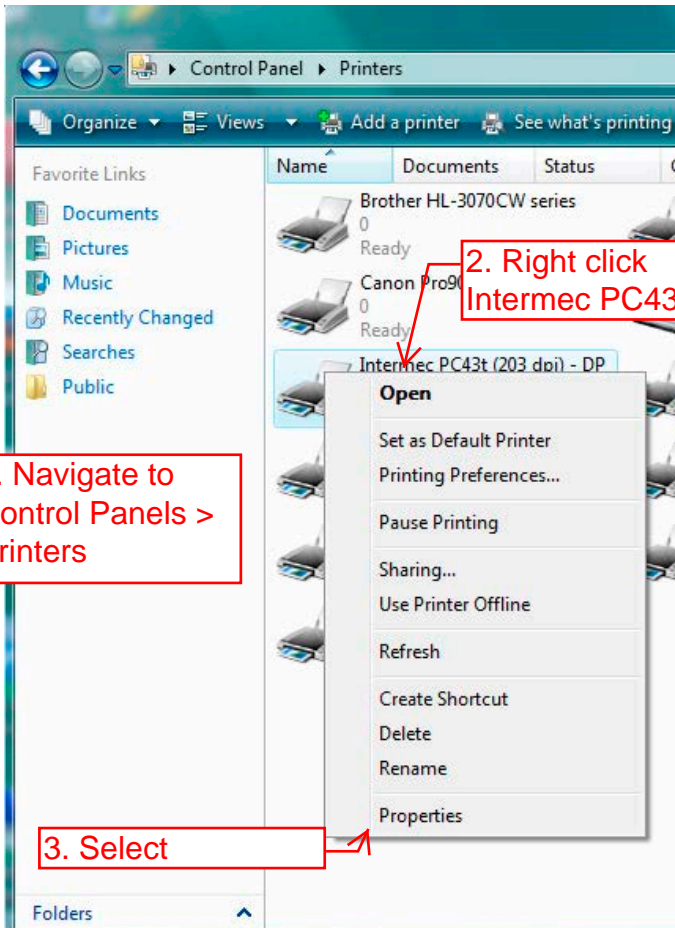 Control Panel ▸ Printers
Organize Views Add a printer See what's printing
Favorite Links
Documents
Pictures
Music
Recently Changed
Searches
Public
Name Documents Status
Brother HL-3070CW series
0
Ready
2. Right click
Intermec PC43
Canon
0
Ready
Intermec PC43t (203 dpi) - DP
Open
Set as Default Printer
Printing Preferences...
Pause Printing
Sharing...
Use Printer Offline
Refresh
Create Shortcut
Delete
Rename
Properties
. Navigate to
ontrol Panels >
rinters
3. Select
Folders